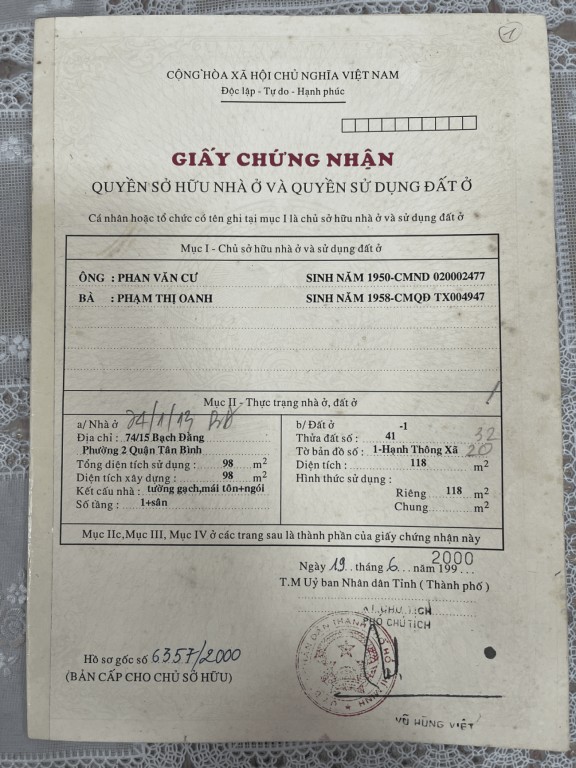 1
CỘNG HÒA XÃ HỘI CHỦ NGHĨA VIỆT NAM
Độc lập - Tự do - Hạnh phúc
GIẤY CHỨNG NHẬN
QUYỀN SỞ HỮU NHÀ Ở VÀ QUYỀN SỬ DỤNG ĐẤT Ở
Cá nhân hoặc tổ chức có tên ghi tại mục I là chủ sở hữu nhà ở và sử dụng đất ở
Mục I - Chủ sở hữu nhà ở và sử dụng đất ở
ÔNG : PHAN VĂN CƯ SINH NĂM 1950-CMND 020002477
BÀ : PHẠM THỊ OANH SINH NĂM 1958-CMQĐ TX004947
Mục II - Thực trạng nhà ở, đất ở
a/ Nhà ở 74/1/13 BĐ
Địa chỉ : 74/15 Bạch Đằng
Phường 2 Quận Tân Bình
Tổng diện tích sử dụng : 98 m2
Diện tích xây dựng : 98 m2
Kết cấu nhà : tường gạch,mái tôn+ngói
Số tầng : 1+sân
b/ Đất ở -1
Thửa đất số : 41 32
Tờ bản đồ số : 1-Hạnh Thông Xã 20
Diện tích : 118 m2
Hình thức sử dụng :
Riêng 118 m2
Chung m2
Mục IIc,Mục III, Mục IV ở các trang sau là thành phần của giấy chứng nhận này
Ngày 19 tháng 6 năm 199 2000
T.M Uỷ ban Nhân dân Tỉnh ( Thành phố )
KT. CHỦ TỊCH
PHÓ CHỦ TỊCH
Hồ sơ gốc số 6357/2000
(BẢN CẤP CHO CHỦ SỞ HỮU)
VŨ HÙNG VIỆT